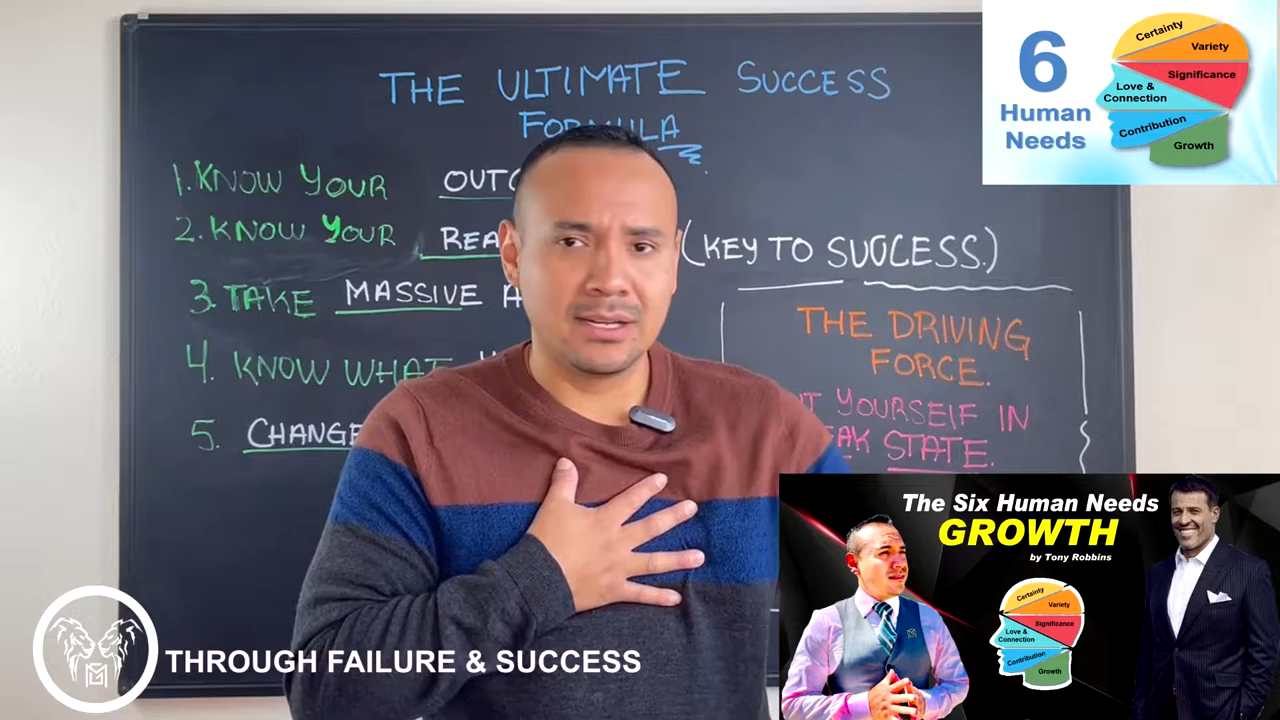 THE ULTIMATE SUCCESS
FORMULA
1. KNOW YOUR
2. KNOW YOUR
(KEY TO SUCCESS.)
3. TAKE MASSIVE
4. KNOW WHAT
5. CHANGE
THE DRIVING
FORCE.
YOURSELF IN
STATE.
6
Human
Needs
Certainty
Variety
Significance
Love &
Connection
Contribution
Growth
The Six Human Needs
GROWTH
by Tony Robbins
Certainty
Variety
Significance
Love &
Connection
Contribution
Growth
THROUGH FAILURE & SUCCESS